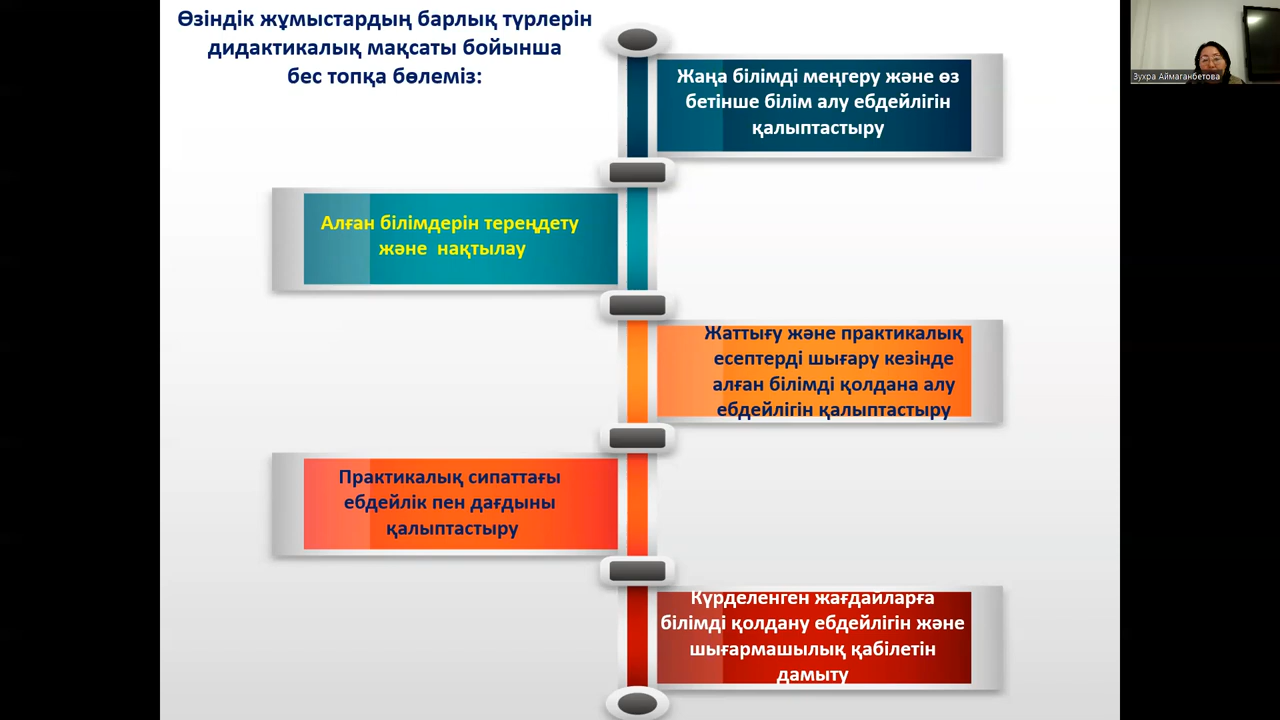 Өзіндік жұмыстардың барлық түрлерін
дидактикалық мақсаты бойынша
бес топқа бөлеміз:
Жаңа білімді меңгеру және өз
бетінше білім алу ебдейлігін
қалыптастыру
Алған білімдерін тереңдету
және нақтылау
Жаттығу және практикалық
есептерді шығару кезінде
алған білімді қолдана алу
ебдейлігін қалыптастыру
Практикалық сипаттағы
ебдейлік пен дағдыны
қалыптастыру
Күрделенген жағдайларға
білімді қолдану ебдейлігін және
шығармашылық қабілетін
дамыту
Зухра Аймаганбетова